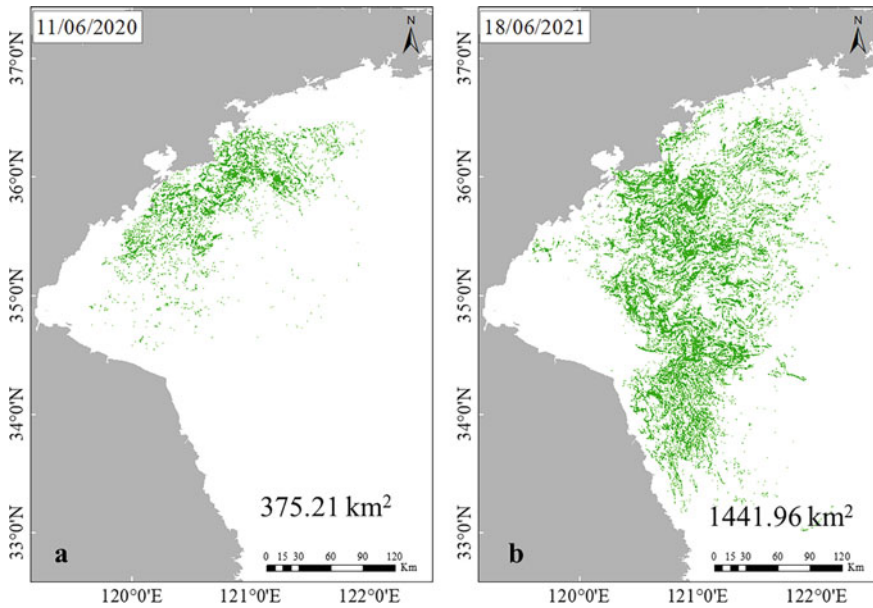 11/06/2020
N
37°0'N
36°0'N
35°0'N
34°0'N
33°0'N
375.21 km²
a
0 15 30 60 90 120
Km
120°0'E 121°0'E 122°0'E
18/06/2021
N
37°0'N
36°0'N
35°0'N
34°0'N
33°0'N
1441.96 km²
b
0 15 30 60 90 120
Km
120°0'E 121°0'E 122°0'E